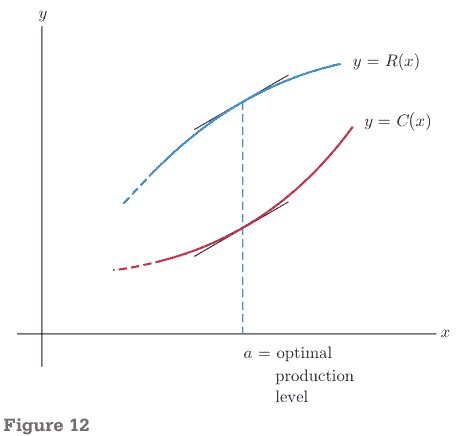 y
y = R(x)
y = C(x)
x
a = optimal
production
level
Figure 12